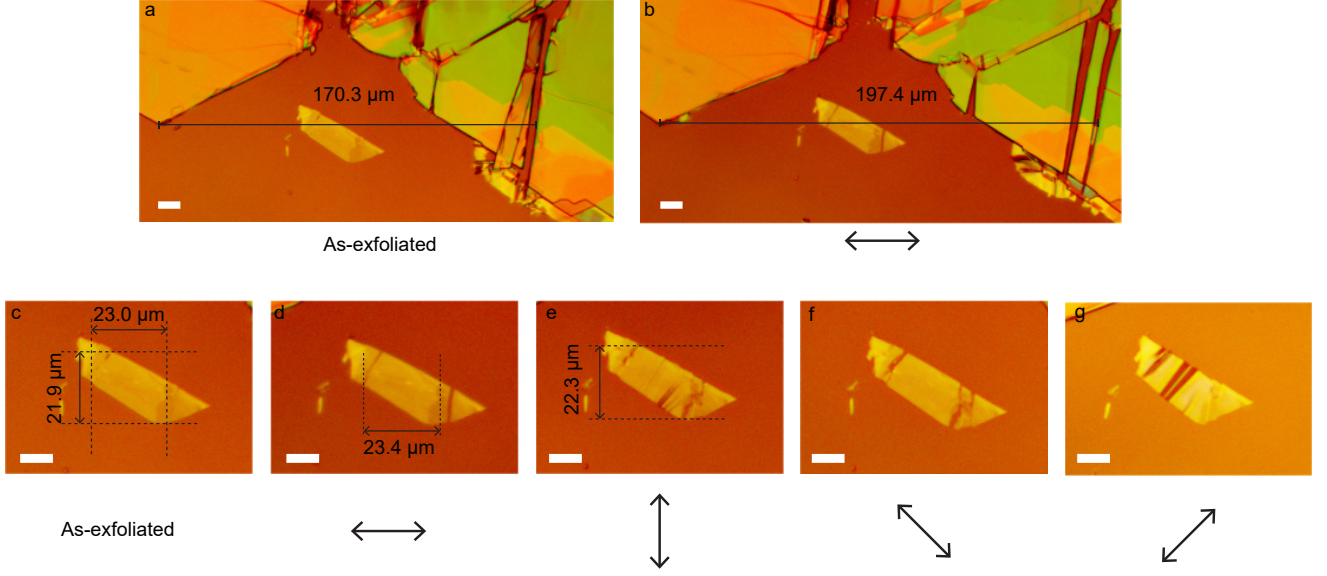 a
b
170.3 µm
197.4 µm
As-exfoliated
c
d
e
f
g
23.0 µm
21.9 µm
23.4 µm
22.3 µm
As-exfoliated